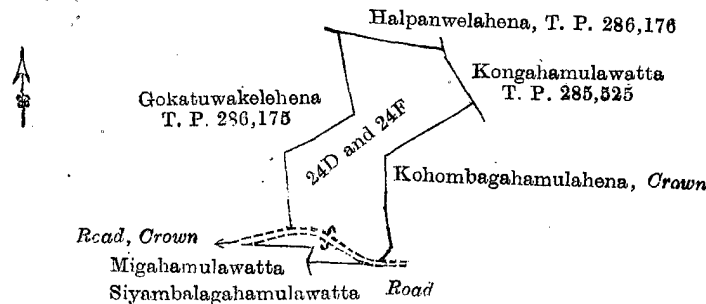 Halpanwelahena, T. P. 286,176
Kongahamulawatta
T. P. 285,525
Gokatuwakelehena
T. P. 286,175
24D and 24F
Kohombagahamulahena, Crown
Road, Crown
Migahamulawatta
Siyambalagahamulawatta
Road